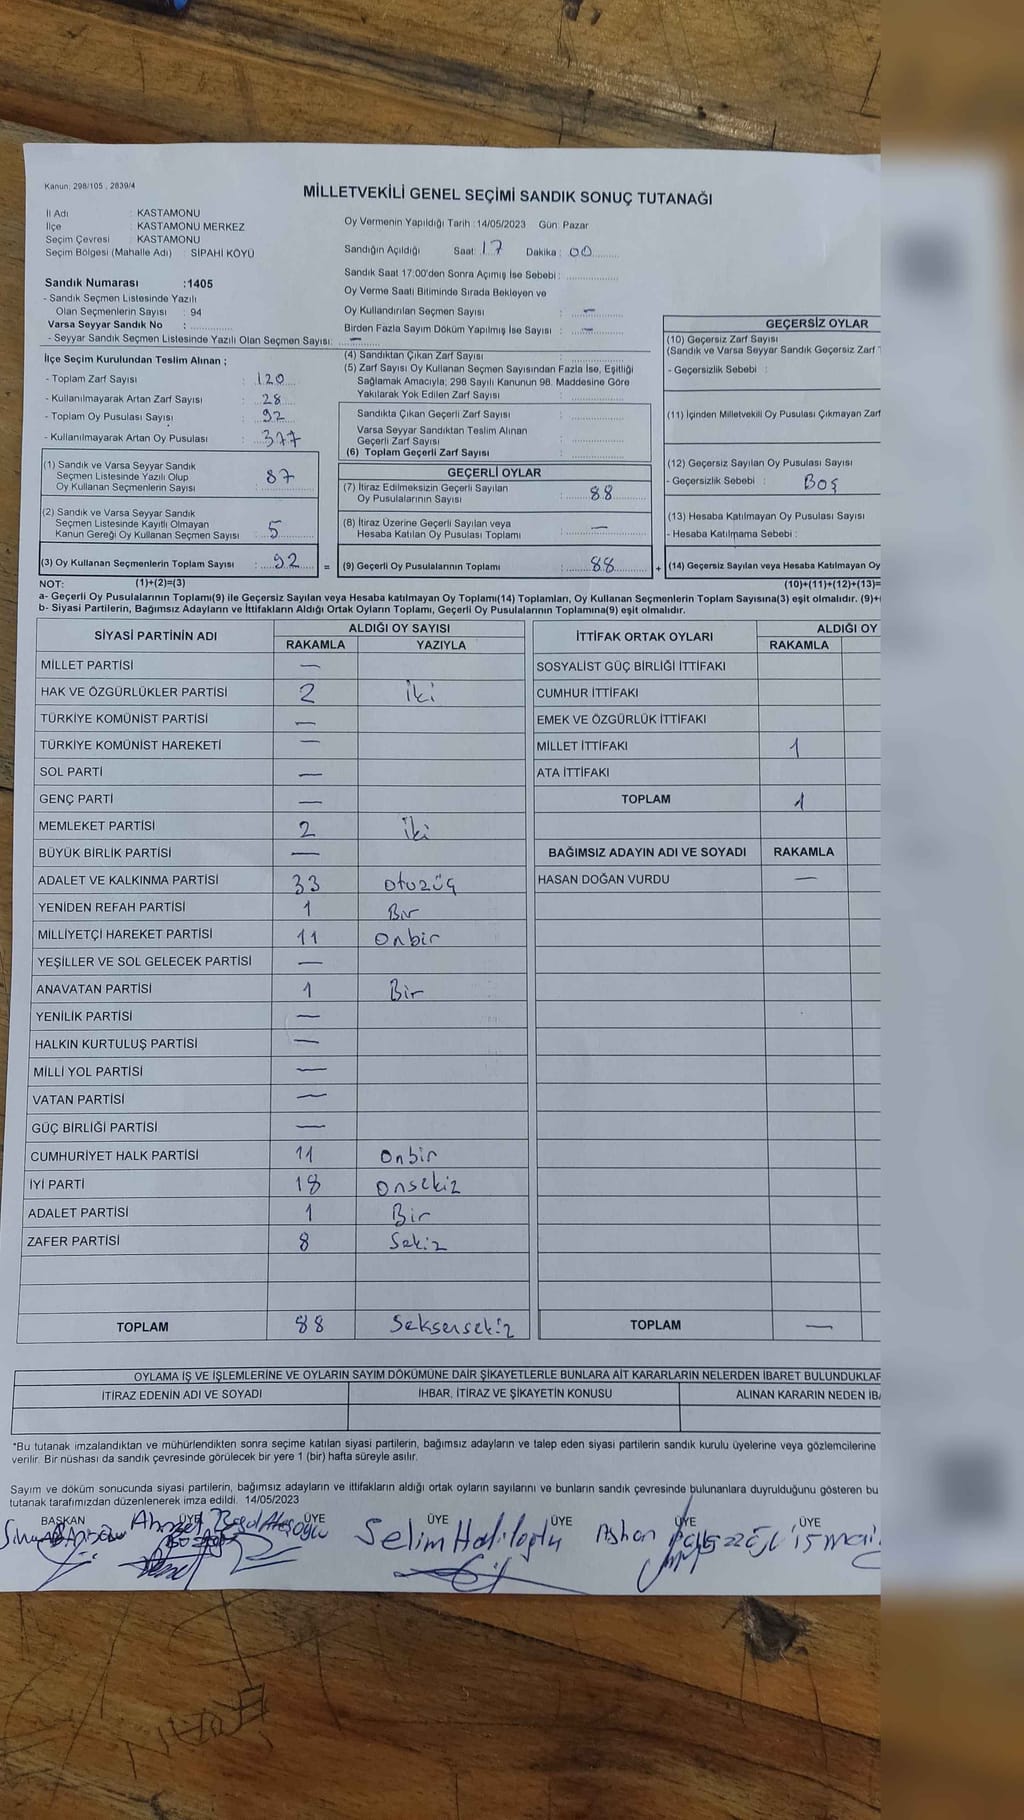 Kanun: 298/105 , 2839/4
MİLLETVEKİLİ GENEL SEÇİMİ SANDIK SONUÇ TUTANAĞI
İl Adı : KASTAMONU
İlçe : KASTAMONU MERKEZ
Seçim Çevresi : KASTAMONU
Seçim Bölgesi (Mahalle Adı) : SİPAHİ KÖYÜ
Oy Vermenin Yapıldığı Tarih :14/05/2023 Gün: Pazar
Sandığın Açıldığı Saat: 17 Dakika : 00
Sandık Saat 17:00'den Sonra Açımış İse Sebebi :
Oy Verme Saati Bitiminde Sırada Bekleyen ve
Oy Kullandırılan Seçmen Sayısı : —
Birden Fazla Sayım Döküm Yapılmış İse Sayısı : —
Sandık Numarası :1405
- Sandık Seçmen Listesinde Yazılı
Olan Seçmenlerin Sayısı : 94
Varsa Seyyar Sandık No :
- Seyyar Sandık Seçmen Listesinde Yazılı Olan Seçmen Sayısı: —
İlçe Seçim Kurulundan Teslim Alınan ;
- Toplam Zarf Sayısı : 120
- Kullanılmayarak Artan Zarf Sayısı : 28
- Toplam Oy Pusulası Sayısı : 92
- Kullanılmayarak Artan Oy Pusulası : 377
(1) Sandık ve Varsa Seyyar Sandık
Seçmen Listesinde Yazılı Olup
Oy Kullanan Seçmenlerin Sayısı : 87
(2) Sandık ve Varsa Seyyar Sandık
Seçmen Listesinde Kayıtlı Olmayan
Kanun Gereği Oy Kullanan Seçmen Sayısı : 5
(3) Oy Kullanan Seçmenlerin Toplam Sayısı : 92 =
(4) Sandıktan Çıkan Zarf Sayısı :
(5) Zarf Sayısı Oy Kullanan Seçmen Sayısından Fazla İse, Eşitliği
Sağlamak Amacıyla; 298 Sayılı Kanunun 98. Maddesine Göre
Yakılarak Yok Edilen Zarf Sayısı :
Sandıkta Çıkan Geçerli Zarf Sayısı :
Varsa Seyyar Sandıktan Teslim Alınan
Geçerli Zarf Sayısı :
(6) Toplam Geçerli Zarf Sayısı :
GEÇERLİ OYLAR
(7) İtiraz Edilmeksizin Geçerli Sayılan
Oy Pusulalarının Sayısı : 88
(8) İtiraz Üzerine Geçerli Sayılan veya
Hesaba Katılan Oy Pusulası Toplamı : —
(9) Geçerli Oy Pusulalarının Toplamı : 88 +
GEÇERSİZ OYLAR
(10) Geçersiz Zarf Sayısı
(Sandık ve Varsa Seyyar Sandık Geçersiz Zarf
- Geçersizlik Sebebi :
(11) İçinden Milletvekili Oy Pusulası Çıkmayan Zarf
(12) Geçersiz Sayılan Oy Pusulası Sayısı
- Geçersizlik Sebebi : Boş
(13) Hesaba Katılmayan Oy Pusulası Sayısı
- Hesaba Katılmama Sebebi :
(14) Geçersiz Sayılan veya Hesaba Katılmayan Oy
NOT: (1)+(2)=(3) (10)+(11)+(12)+(13)=
a- Geçerli Oy Pusulalarının Toplamı(9) ile Geçersiz Sayılan veya Hesaba katılmayan Oy Toplamı(14) Toplamları, Oy Kullanan Seçmenlerin Toplam Sayısına(3) eşit olmalıdır. (9)+(
b- Siyasi Partilerin, Bağımsız Adayların ve İttifakların Aldığı Ortak Oyların Toplamı, Geçerli Oy Pusulalarının Toplamına(9) eşit olmalıdır.
SİYASİ PARTİNİN ADI ALDIĞI OY SAYISI
RAKAMLA YAZIYLA
MİLLET PARTİSİ —
HAK VE ÖZGÜRLÜKLER PARTİSİ 2 İki
TÜRKİYE KOMÜNİST PARTİSİ —
TÜRKİYE KOMÜNİST HAREKETİ —
SOL PARTİ —
GENÇ PARTİ —
MEMLEKET PARTİSİ 2 İki
BÜYÜK BİRLİK PARTİSİ —
ADALET VE KALKINMA PARTİSİ 33 otuzüç
YENİDEN REFAH PARTİSİ 1 Bir
MİLLİYETÇİ HAREKET PARTİSİ 11 onbir
YEŞİLLER VE SOL GELECEK PARTİSİ —
ANAVATAN PARTİSİ 1 Bir
YENİLİK PARTİSİ —
HALKIN KURTULUŞ PARTİSİ —
MİLLİ YOL PARTİSİ —
VATAN PARTİSİ —
GÜÇ BİRLİĞİ PARTİSİ —
CUMHURİYET HALK PARTİSİ 11 onbir
İYİ PARTİ 18 onsekiz
ADALET PARTİSİ 1 Bir
ZAFER PARTİSİ 8 Sekiz
TOPLAM 88 Seksensekiz
İTTİFAK ORTAK OYLARI ALDIĞI OY
RAKAMLA
SOSYALİST GÜÇ BİRLİĞİ İTTİFAKI
CUMHUR İTTİFAKI
EMEK VE ÖZGÜRLÜK İTTİFAKI
MİLLET İTTİFAKI 1
ATA İTTİFAKI
TOPLAM 1
BAĞIMSIZ ADAYIN ADI VE SOYADI RAKAMLA
HASAN DOĞAN VURDU —
TOPLAM —
OYLAMA İŞ VE İŞLEMLERİNE VE OYLARIN SAYIM DÖKÜMÜNE DAİR ŞİKAYETLERLE BUNLARA AİT KARARLARIN NELERDEN İBARET BULUNDUKLAR
İTİRAZ EDENİN ADI VE SOYADI İHBAR, İTİRAZ VE ŞİKAYETİN KONUSU ALINAN KARARIN NEDEN İBA
*Bu tutanak imzalandıktan ve mühürlendikten sonra seçime katılan siyasi partilerin, bağımsız adayların ve talep eden siyasi partilerin sandık kurulu üyelerine veya gözlemcilerine
verilir. Bir nüshası da sandık çevresinde görülecek bir yere 1 (bir) hafta süreyle asılır.
Sayım ve döküm sonucunda siyasi partilerin, bağımsız adayların ve ittifakların aldığı ortak oyların sayılarını ve bunların sandık çevresinde bulunanlara duyrulduğunu gösteren bu
tutanak tarafımızdan düzenlenerek imza edildi. 14/05/2023
BAŞKAN ÜYE ÜYE ÜYE ÜYE ÜYE ÜYE
Ahmet Selim Haliloğlu